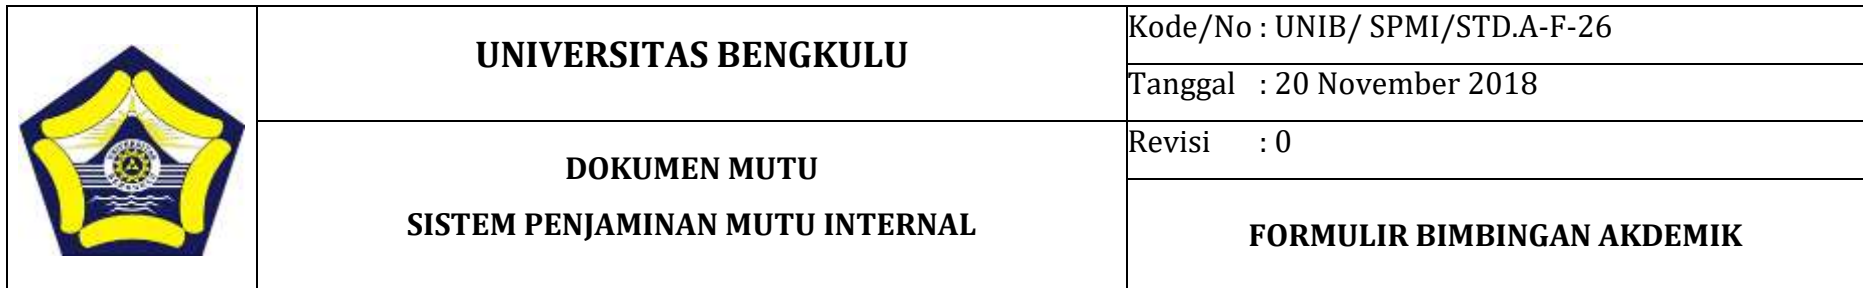 UNIVERSITAS BENGKULU
Kode/No : UNIB/ SPMI/STD.A-F-26
Tanggal : 20 November 2018
DOKUMEN MUTU
SISTEM PENJAMINAN MUTU INTERNAL
Revisi : 0
FORMULIR BIMBINGAN AKDEMIK